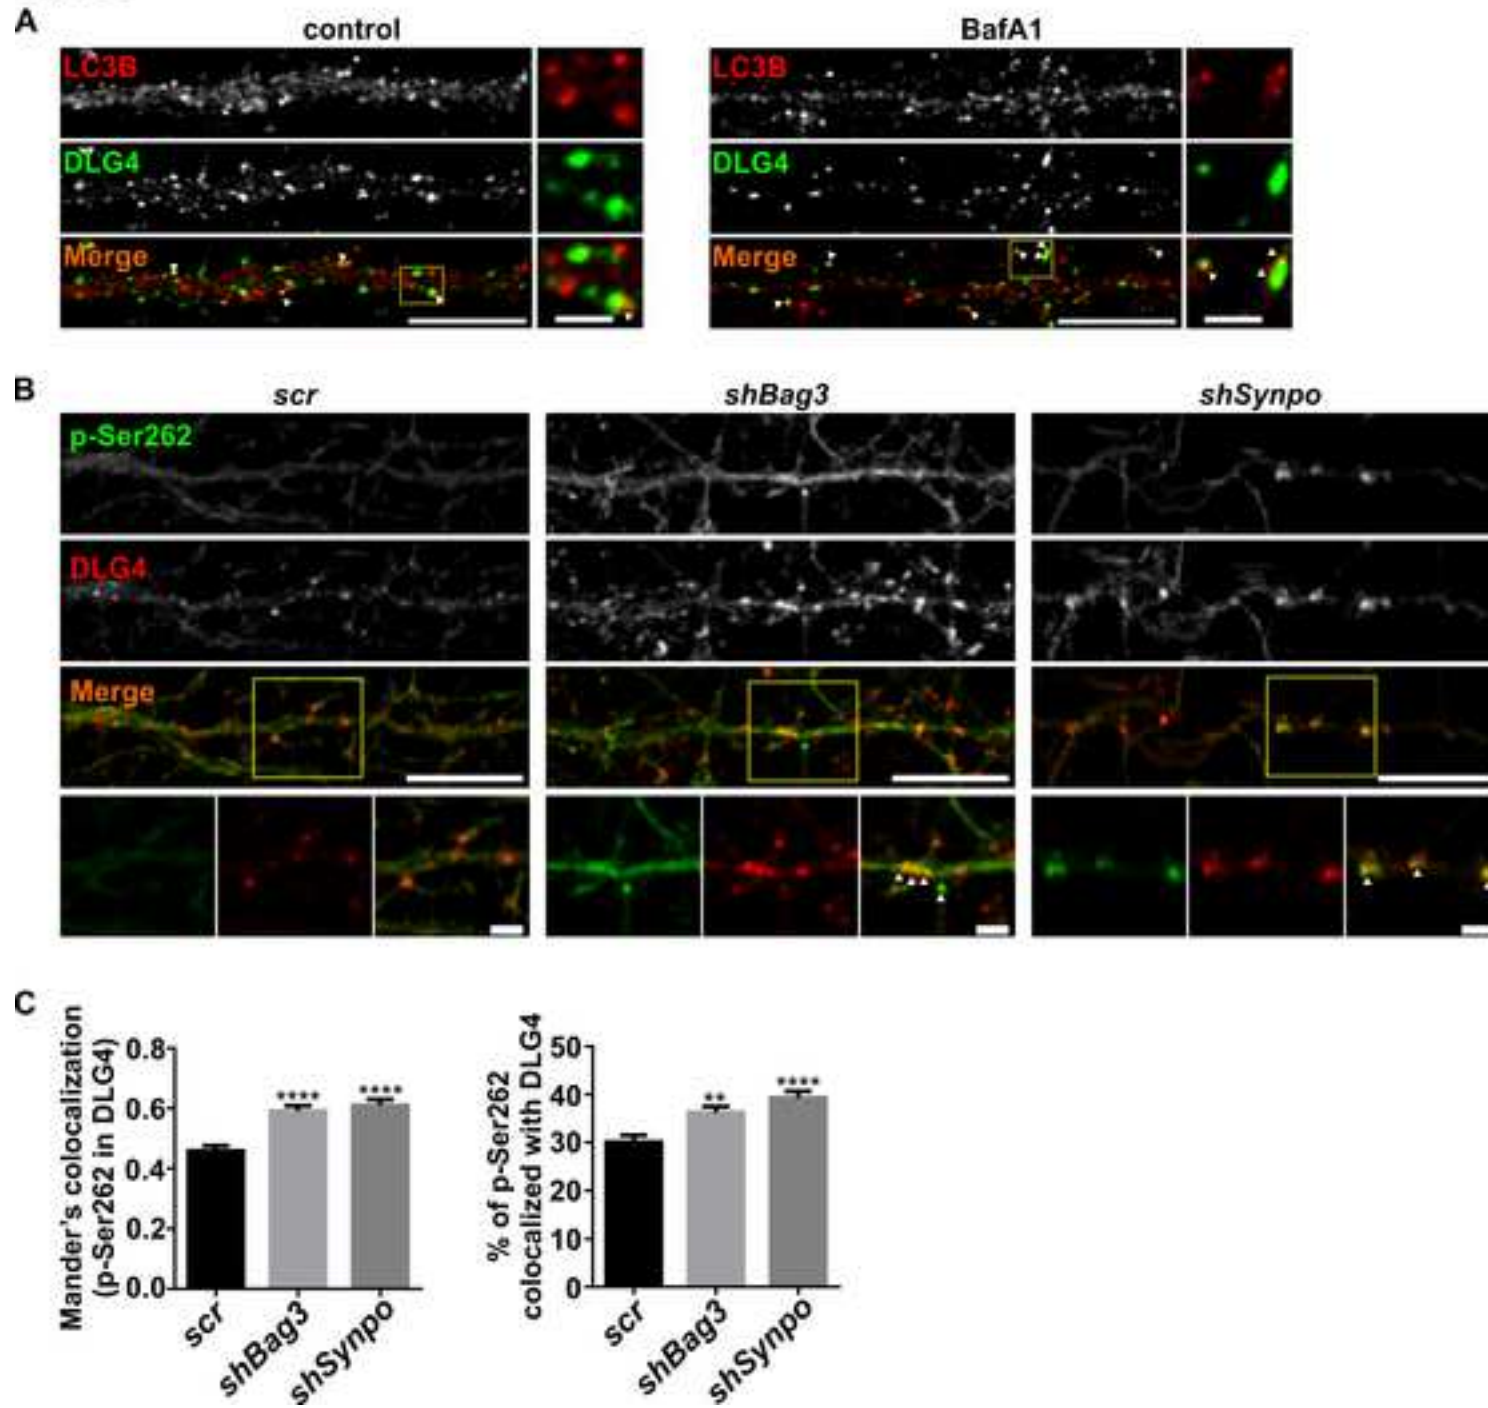 A
control
BafA1
LC3B
LC3B
DLG4
DLG4
Merge
Merge
B
scr
shBag3
shSynpo
p-Ser262
DLG4
Merge
C
Mander's colocalization
(p-Ser262 in DLG4)
0.8
0.6
0.4
0.2
0.0
****
****
scr
shBag3
shSynpo
% of p-Ser262
colocalized with DLG4
50
40
30
20
10
0
**
****
scr
shBag3
shSynpo